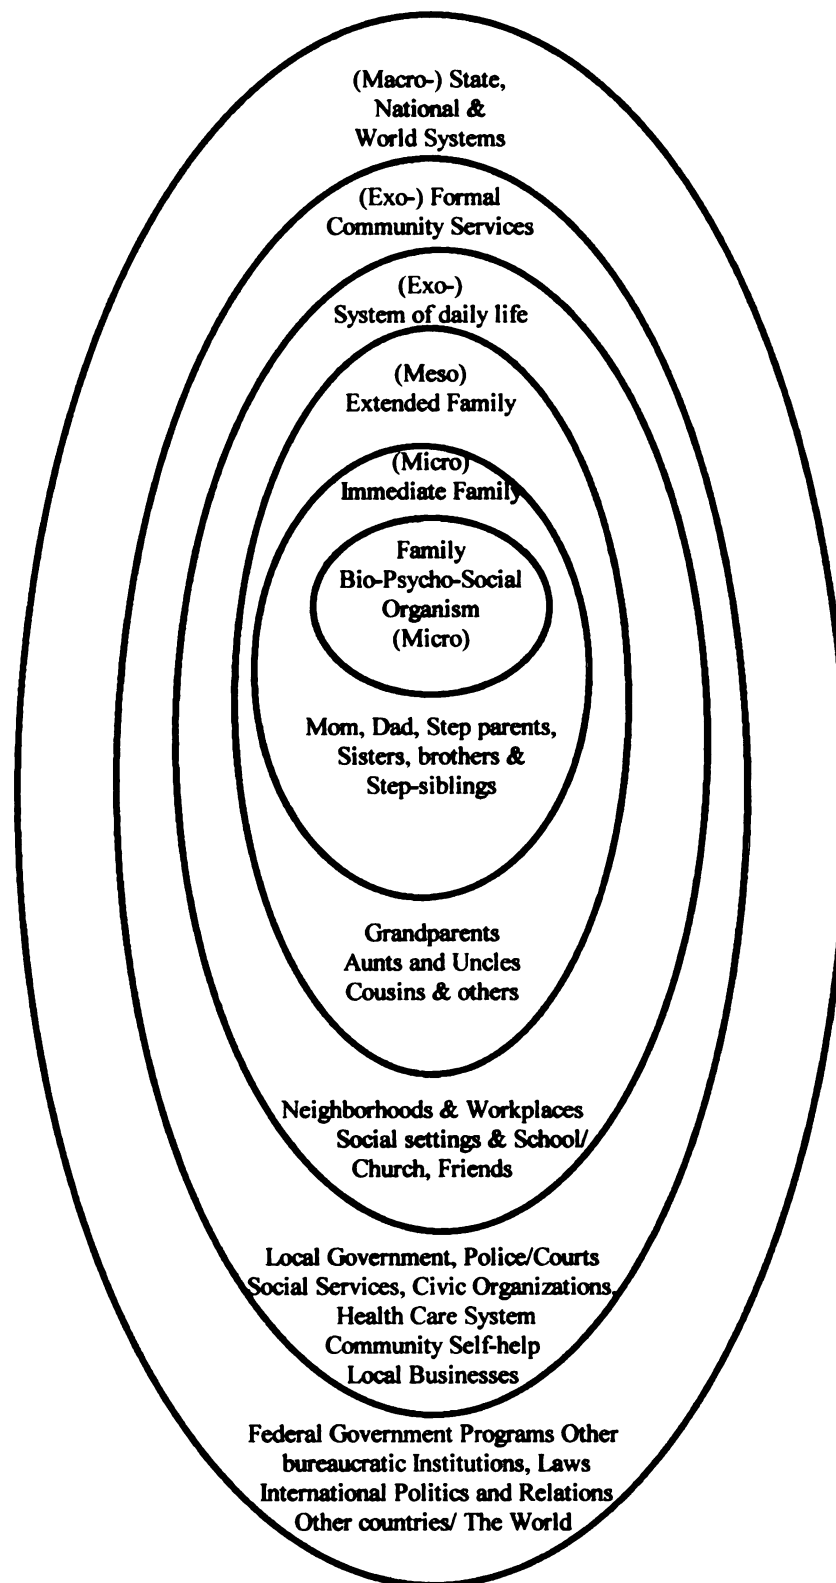 (Macro-) State,
National &
World Systems
(Exo-) Formal
Community Services
(Exo-)
System of daily life
(Meso)
Extended Family
(Micro)
Immediate Family
Family
Bio-Psycho-Social
Organism
(Micro)
Mom, Dad, Step parents,
Sisters, brothers &
Step-siblings
Grandparents
Aunts and Uncles
Cousins & others
Neighborhoods & Workplaces
Social settings & School/
Church, Friends
Local Government, Police/Courts
Social Services, Civic Organizations,
Health Care System
Community Self-help
Local Businesses
Federal Government Programs Other
bureaucratic Institutions, Laws
International Politics and Relations
Other countries/ The World